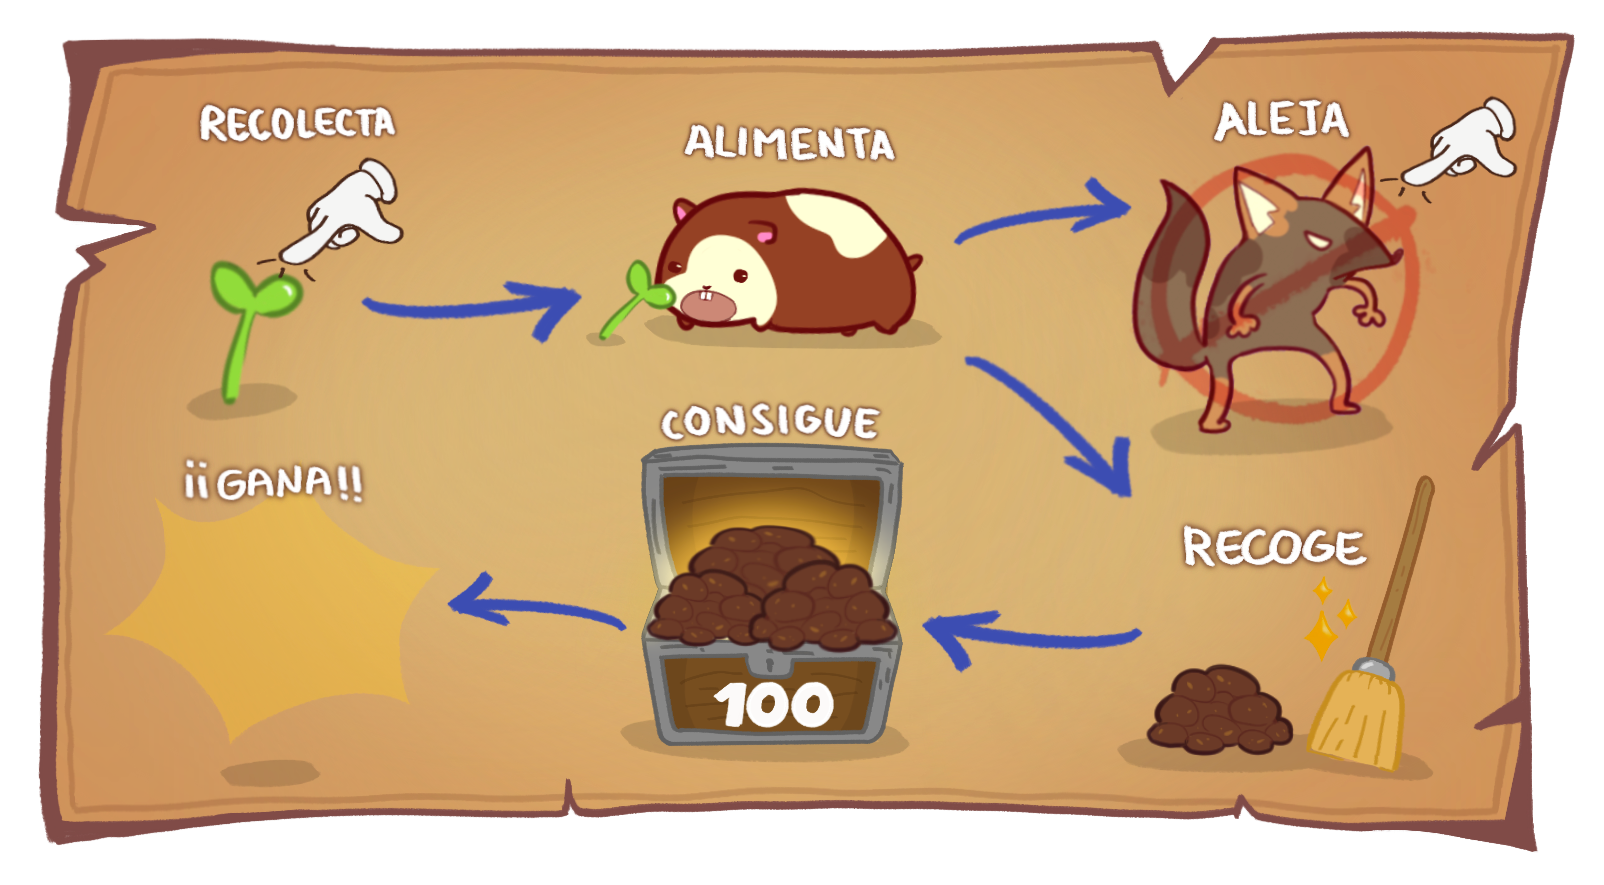 RECOLECTA
ALIMENTA
ALEJA
RECOGE
CONSIGUE
100
¡¡GANA!!